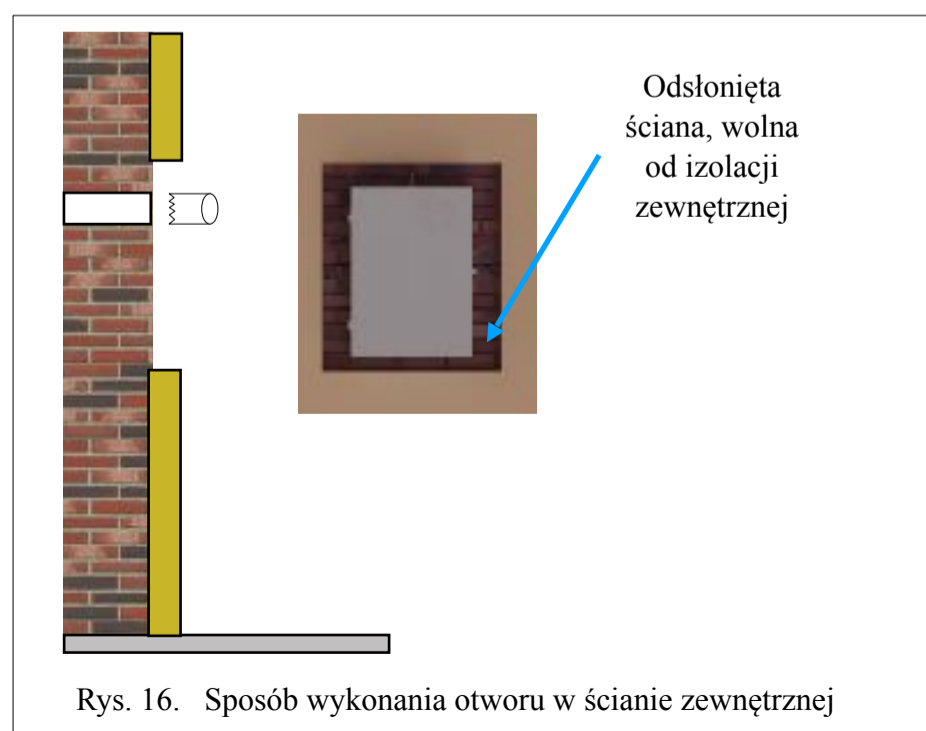 Odsłonięta
ściana, wolna
od izolacji
zewnętrznej
Rys. 16. Sposób wykonania otworu w ścianie zewnętrznej